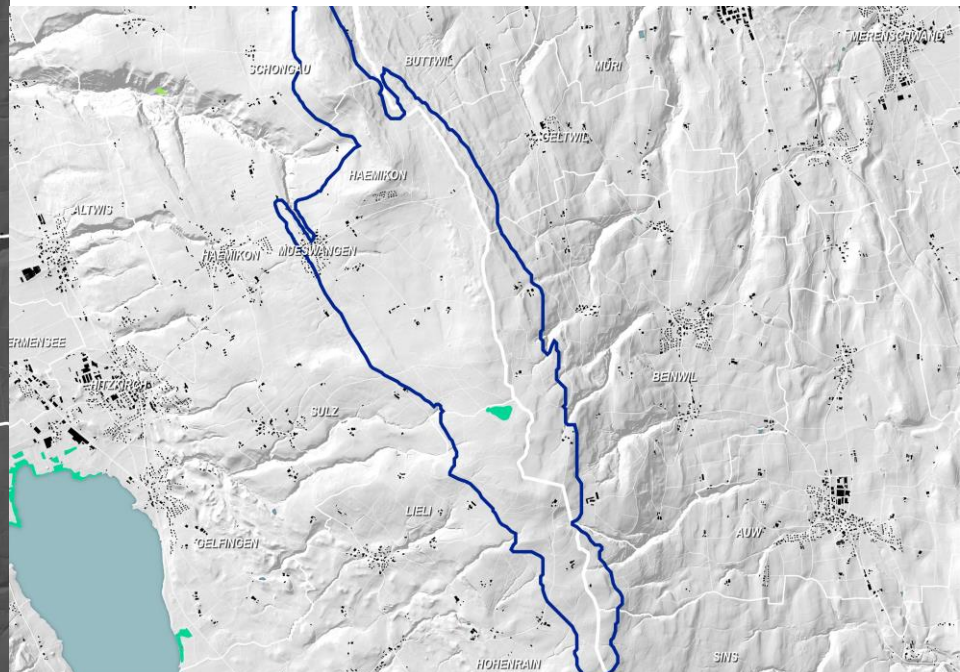 MERENSCHWAND
BUTTWIL
MURI
SCHONGAU
GELTWIL
HAEMIKON
ALTWIS
HAEMIKON
MUESWANGEN
ERMENSEE
HITZKIRCH
BEINWIL
SULZ
LIELI
AUW
GELFINGEN
HOHENRAIN
SINS